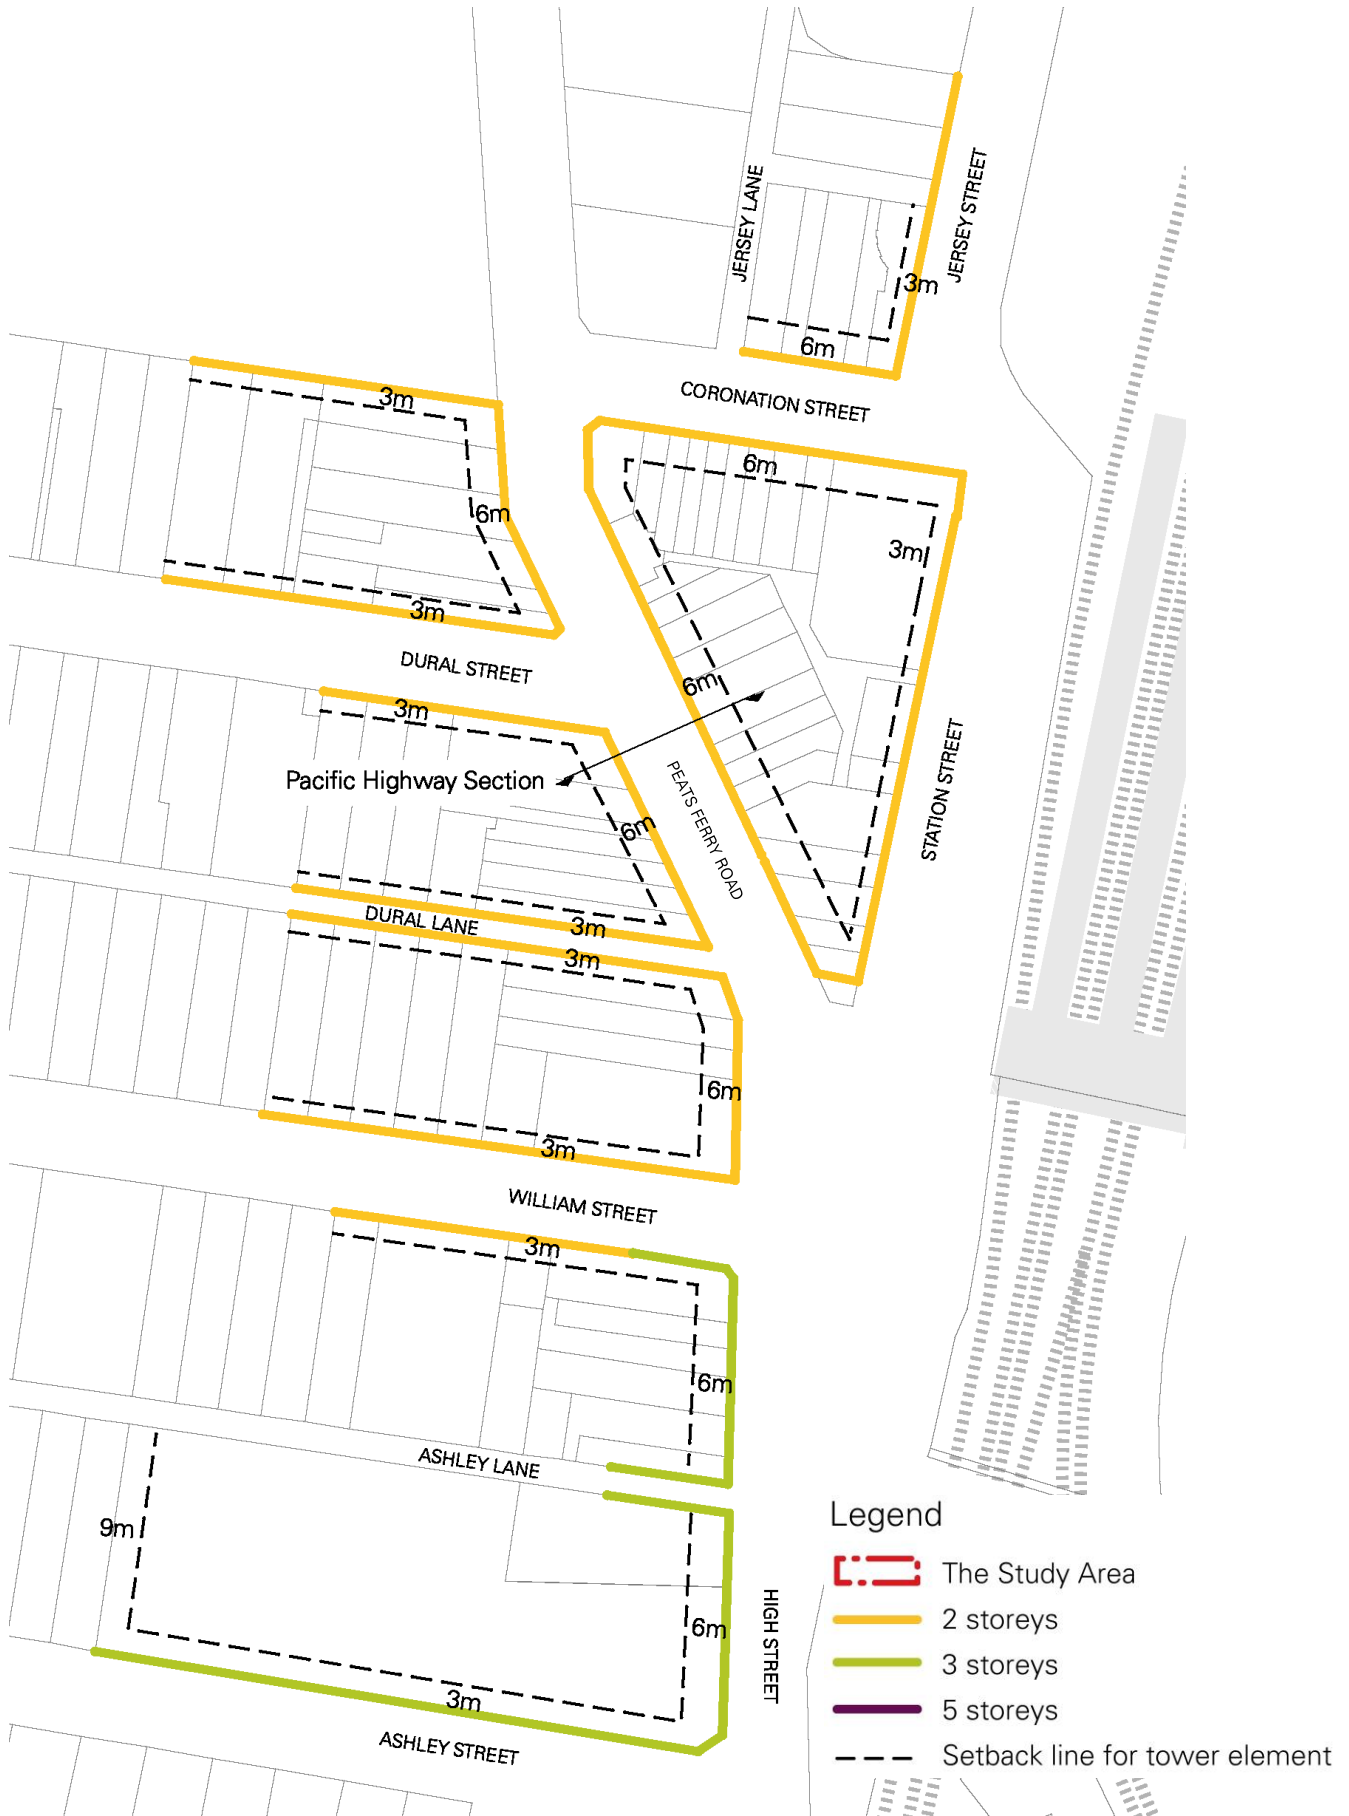 JERSEY LANE
JERSEY STREET
3m
6m
CORONATION STREET
3m
6m
6m
3m
3m
DURAL STREET
6m
3m
Pacific Highway Section
PEATS FERRY ROAD
STATION STREET
6m
DURAL LANE
3m
3m
6m
3m
WILLIAM STREET
3m
6m
ASHLEY LANE
9m
HIGH STREET
6m
3m
ASHLEY STREET
Legend
The Study Area
2 storeys
3 storeys
5 storeys
Setback line for tower element